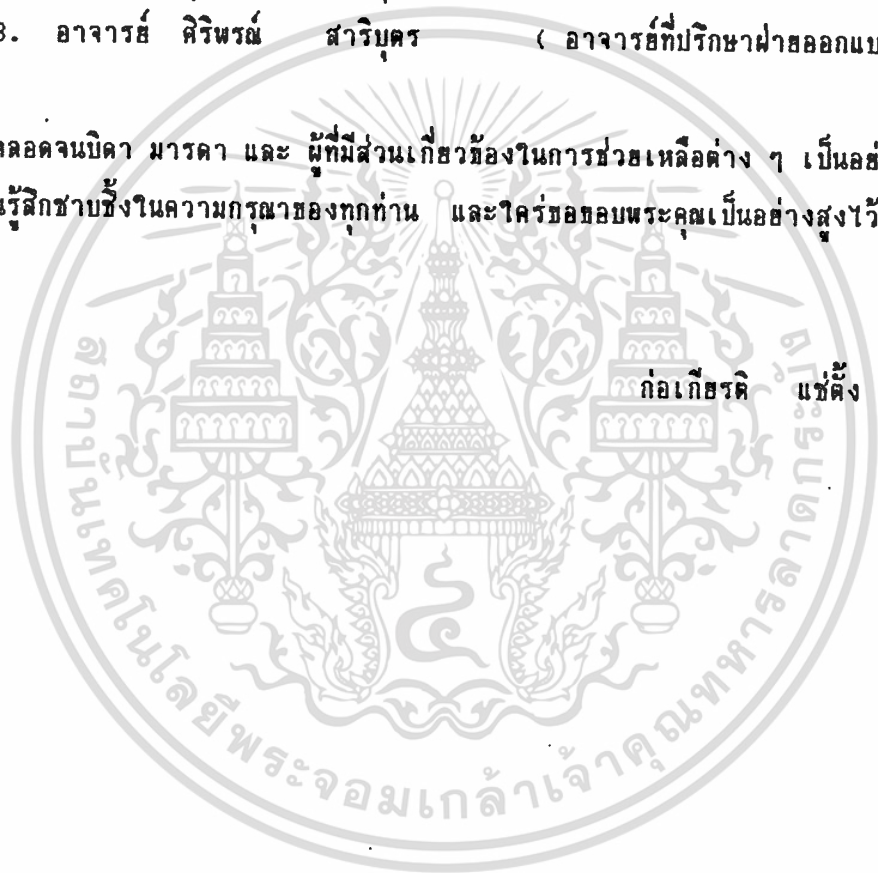 3. อาจารย์ ศิริพรณ์ สาริบุตร ( อาจารย์ที่ปรึกษาฝ่ายออกแบ
ตลอดจนบิดา มารดา และ ผู้ที่มีส่วนเกี่ยวข้องในการช่วยเหลือต่าง ๆ เป็นอย่
รู้สึกซาบซึ้งในความกรุณาของทุกท่าน และใคร่ขอขอบพระคุณเป็นอย่างสูงไว้
ก่อเกียรติ แซ่ตั้ง
สถาบันเทคโนโลยีพระจอมเกล้าเจ้าคุณทหารลาดกระบัง